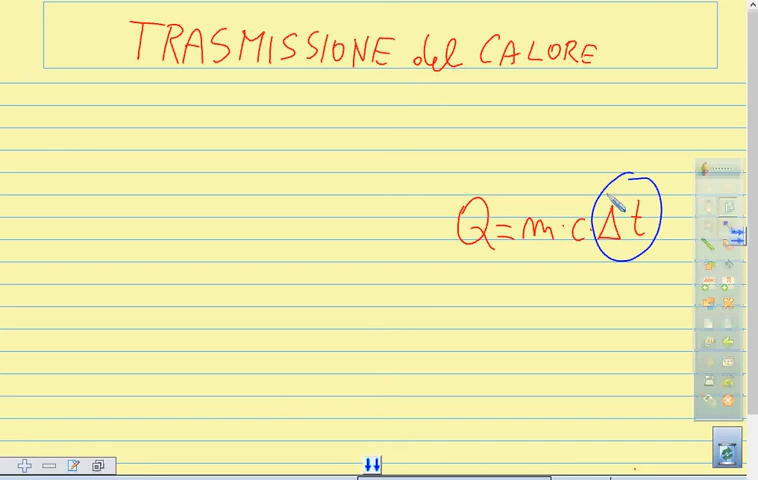 TRASMISSIONE del CALORE
Q = m · c · Δt